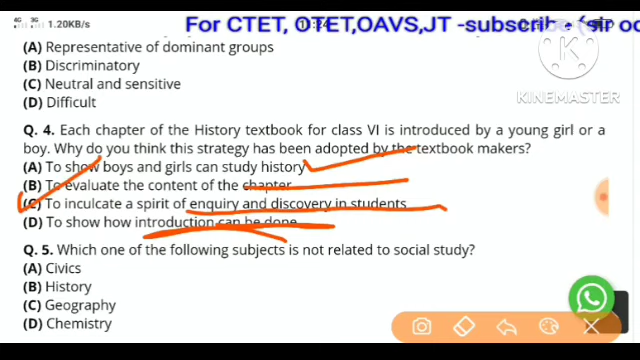 4G 3G 1.20KB/s
For CTET, OTET,OAVS,JT -subscribe (sir
KINEMASTER
(A) Representative of dominant groups
(B) Discriminatory
(C) Neutral and sensitive
(D) Difficult
Q. 4. Each chapter of the History textbook for class VI is introduced by a young girl or a
boy. Why do you think this strategy has been adopted by the textbook makers?
(A) To show boys and girls can study history
(B) To evaluate the content of the chapter
(C) To inculcate a spirit of enquiry and discovery in students
(D) To show how introduction can be done
Q. 5. Which one of the following subjects is not related to social study?
(A) Civics
(B) History
(C) Geography
(D) Chemistry